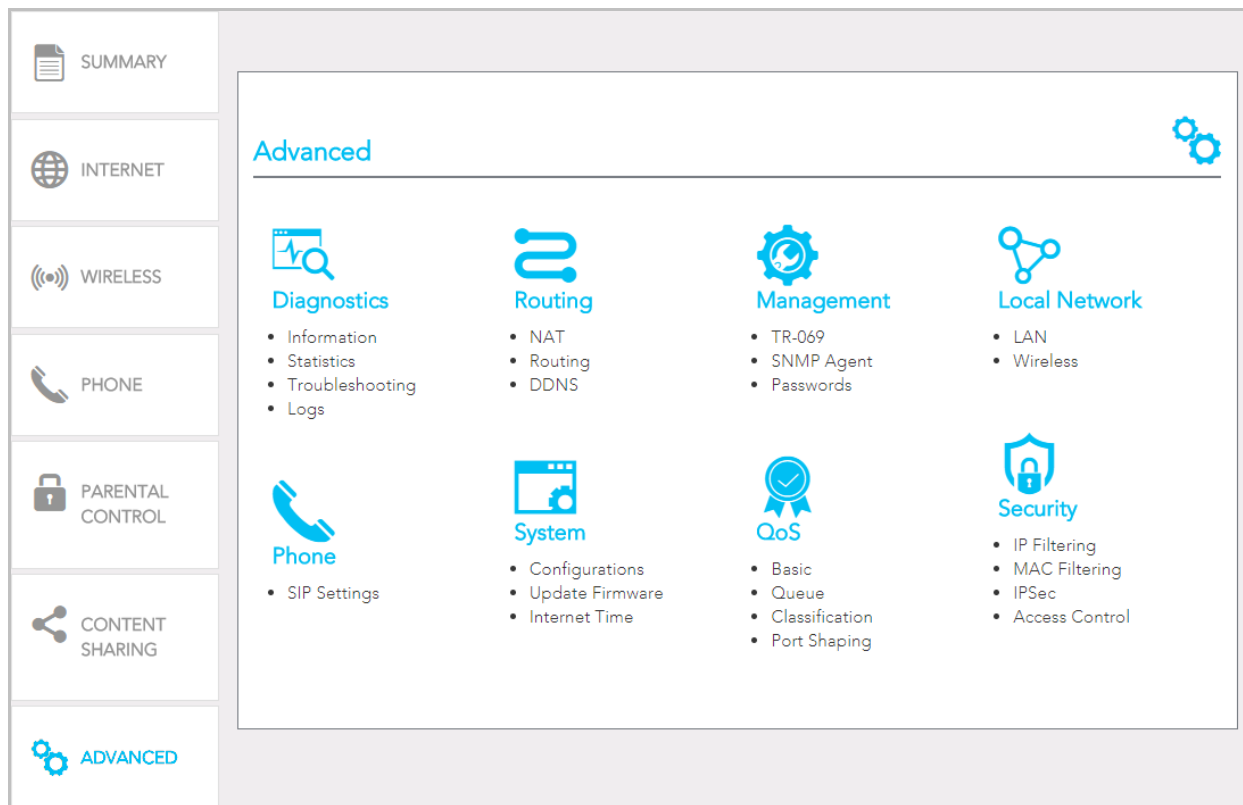 SUMMARY
INTERNET
WIRELESS
PHONE
PARENTAL
CONTROL
CONTENT
SHARING
ADVANCED
Advanced
Diagnostics
• Information
• Statistics
• Troubleshooting
• Logs
Routing
• NAT
• Routing
• DDNS
Management
• TR-069
• SNMP Agent
• Passwords
Local Network
• LAN
• Wireless
Phone
• SIP Settings
System
• Configurations
• Update Firmware
• Internet Time
QoS
• Basic
• Queue
• Classification
• Port Shaping
Security
• IP Filtering
• MAC Filtering
• IPSec
• Access Control